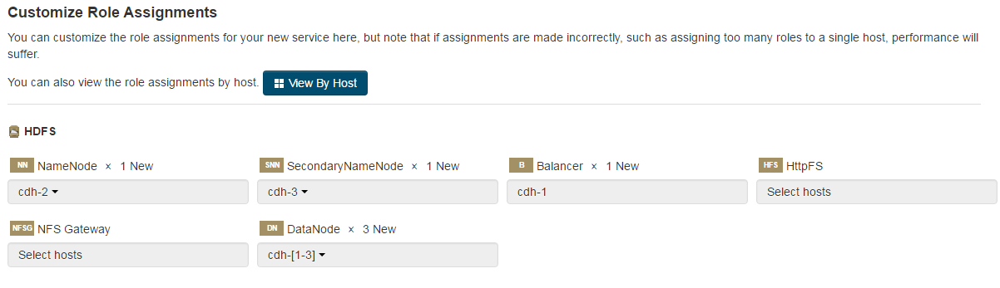 Customize Role Assignments
You can customize the role assignments for your new service here, but note that if assignments are made incorrectly, such as assigning too many roles to a single host, performance will
suffer.
You can also view the role assignments by host. View By Host
HDFS
NN NameNode × 1 New SNN SecondaryNameNode × 1 New B Balancer × 1 New HFS HttpFS
cdh-2 cdh-3 cdh-1 Select hosts
NFSG NFS Gateway DN DataNode × 3 New
Select hosts cdh-[1-3]